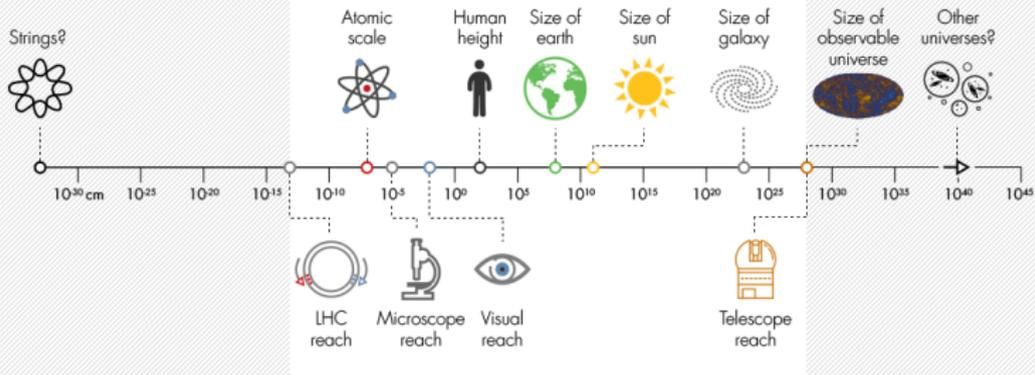 Strings?
Atomic
scale
Human
height
Size of
earth
Size of
sun
Size of
galaxy
Size of
observable
universe
Other
universes?
10⁻³⁰ cm 10⁻²⁵ 10⁻²⁰ 10⁻¹⁵ 10⁻¹⁰ 10⁻⁵ 10⁰ 10⁵ 10¹⁰ 10¹⁵ 10²⁰ 10²⁵ 10³⁰ 10³⁵ 10⁴⁰ 10⁴⁵
LHC
reach
Microscope
reach
Visual
reach
Telescope
reach